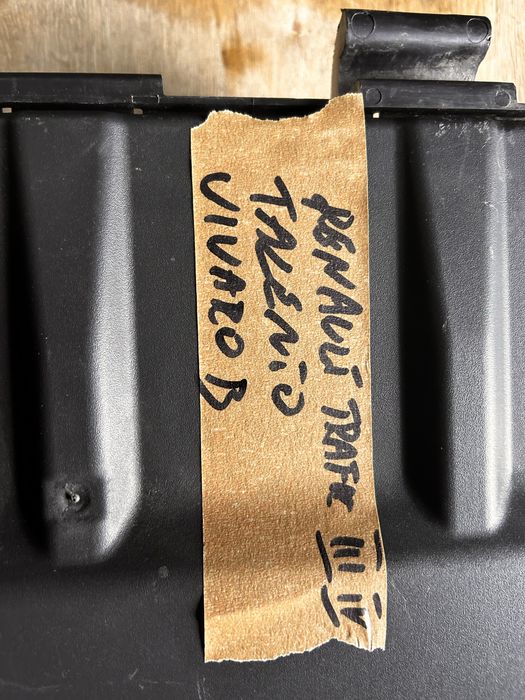 RENAULT TRAFIC III IV
TALENTO
VIVARO B